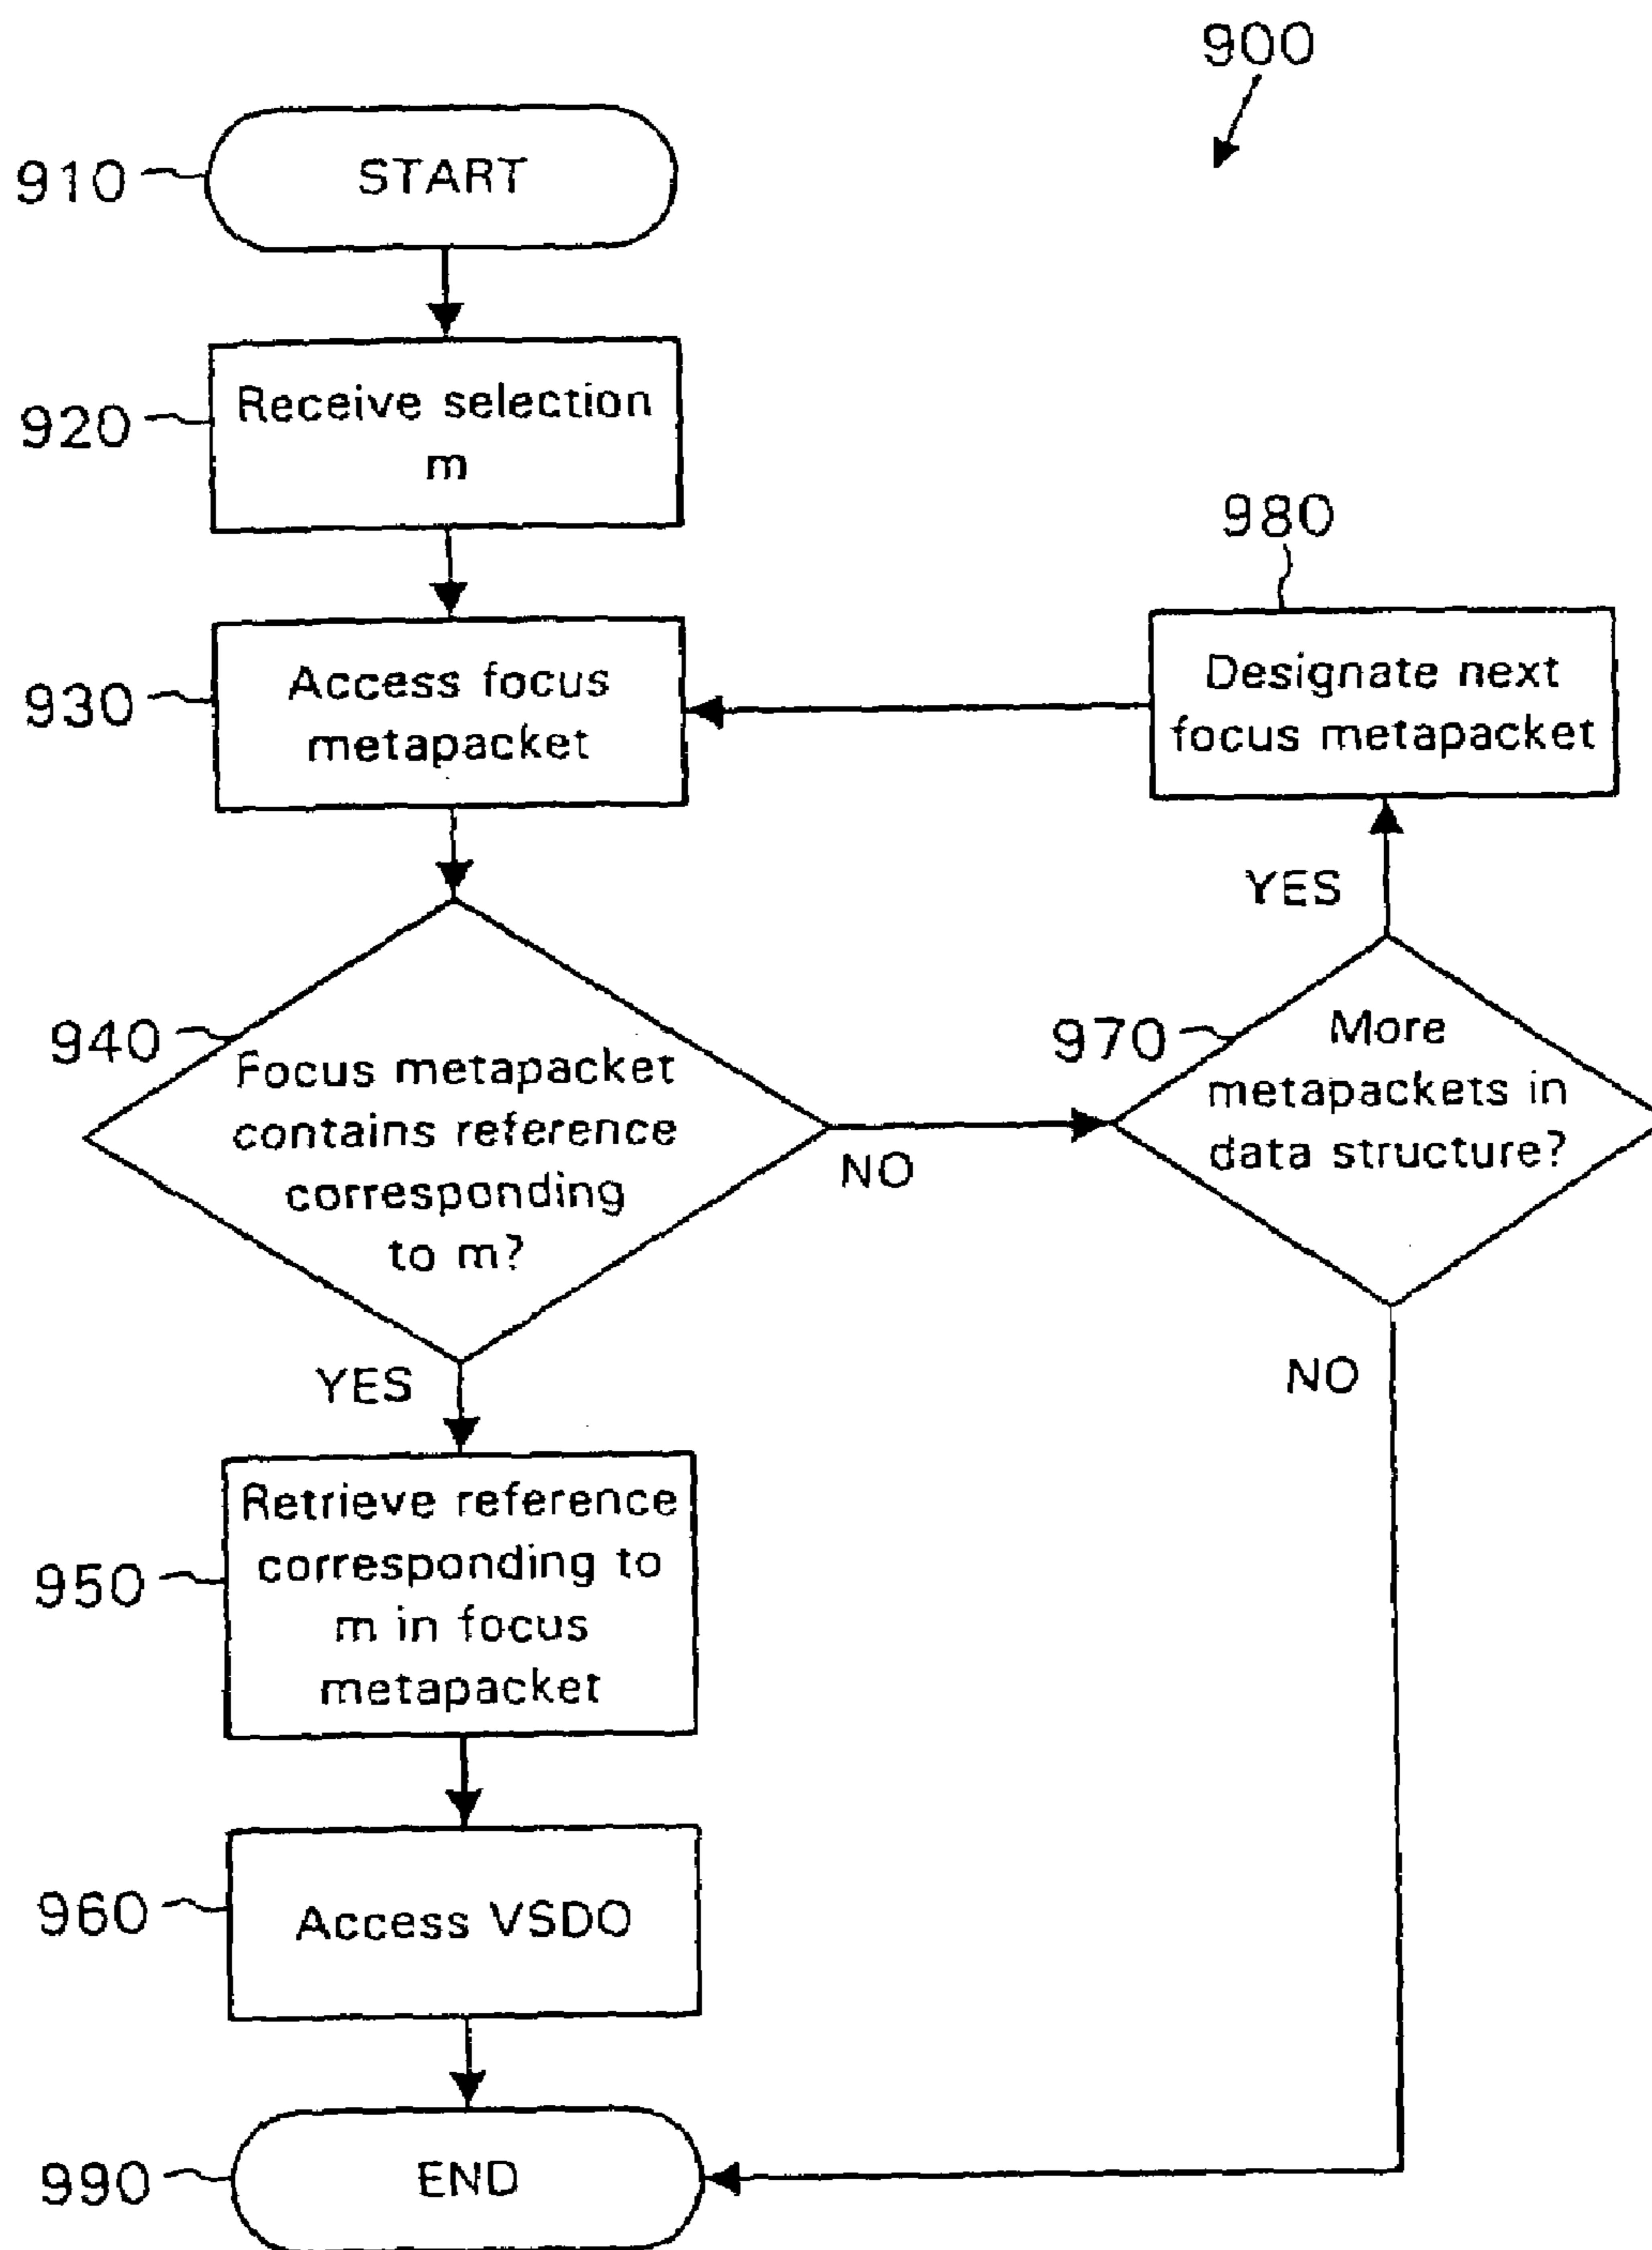 900
910
START
920
Receive selection
m
980
930
Access focus
metapacket
Designate next
focus metapacket
YES
940
Focus metapacket
contains reference
corresponding
to m?
NO
970
More
metapackets in
data structure?
YES
NO
950
Retrieve reference
corresponding to
m in focus
metapacket
960
Access VSDO
990
END